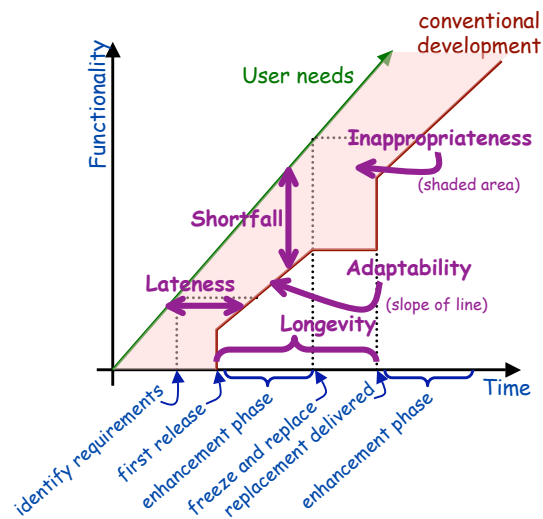 conventional
development
User needs
Functionality
Inappropriateness
(shaded area)
Shortfall
Adaptability
(slope of line)
Lateness
Longevity
Time
identify requirements
first release
enhancement phase
freeze and replace
replacement delivered
enhancement phase